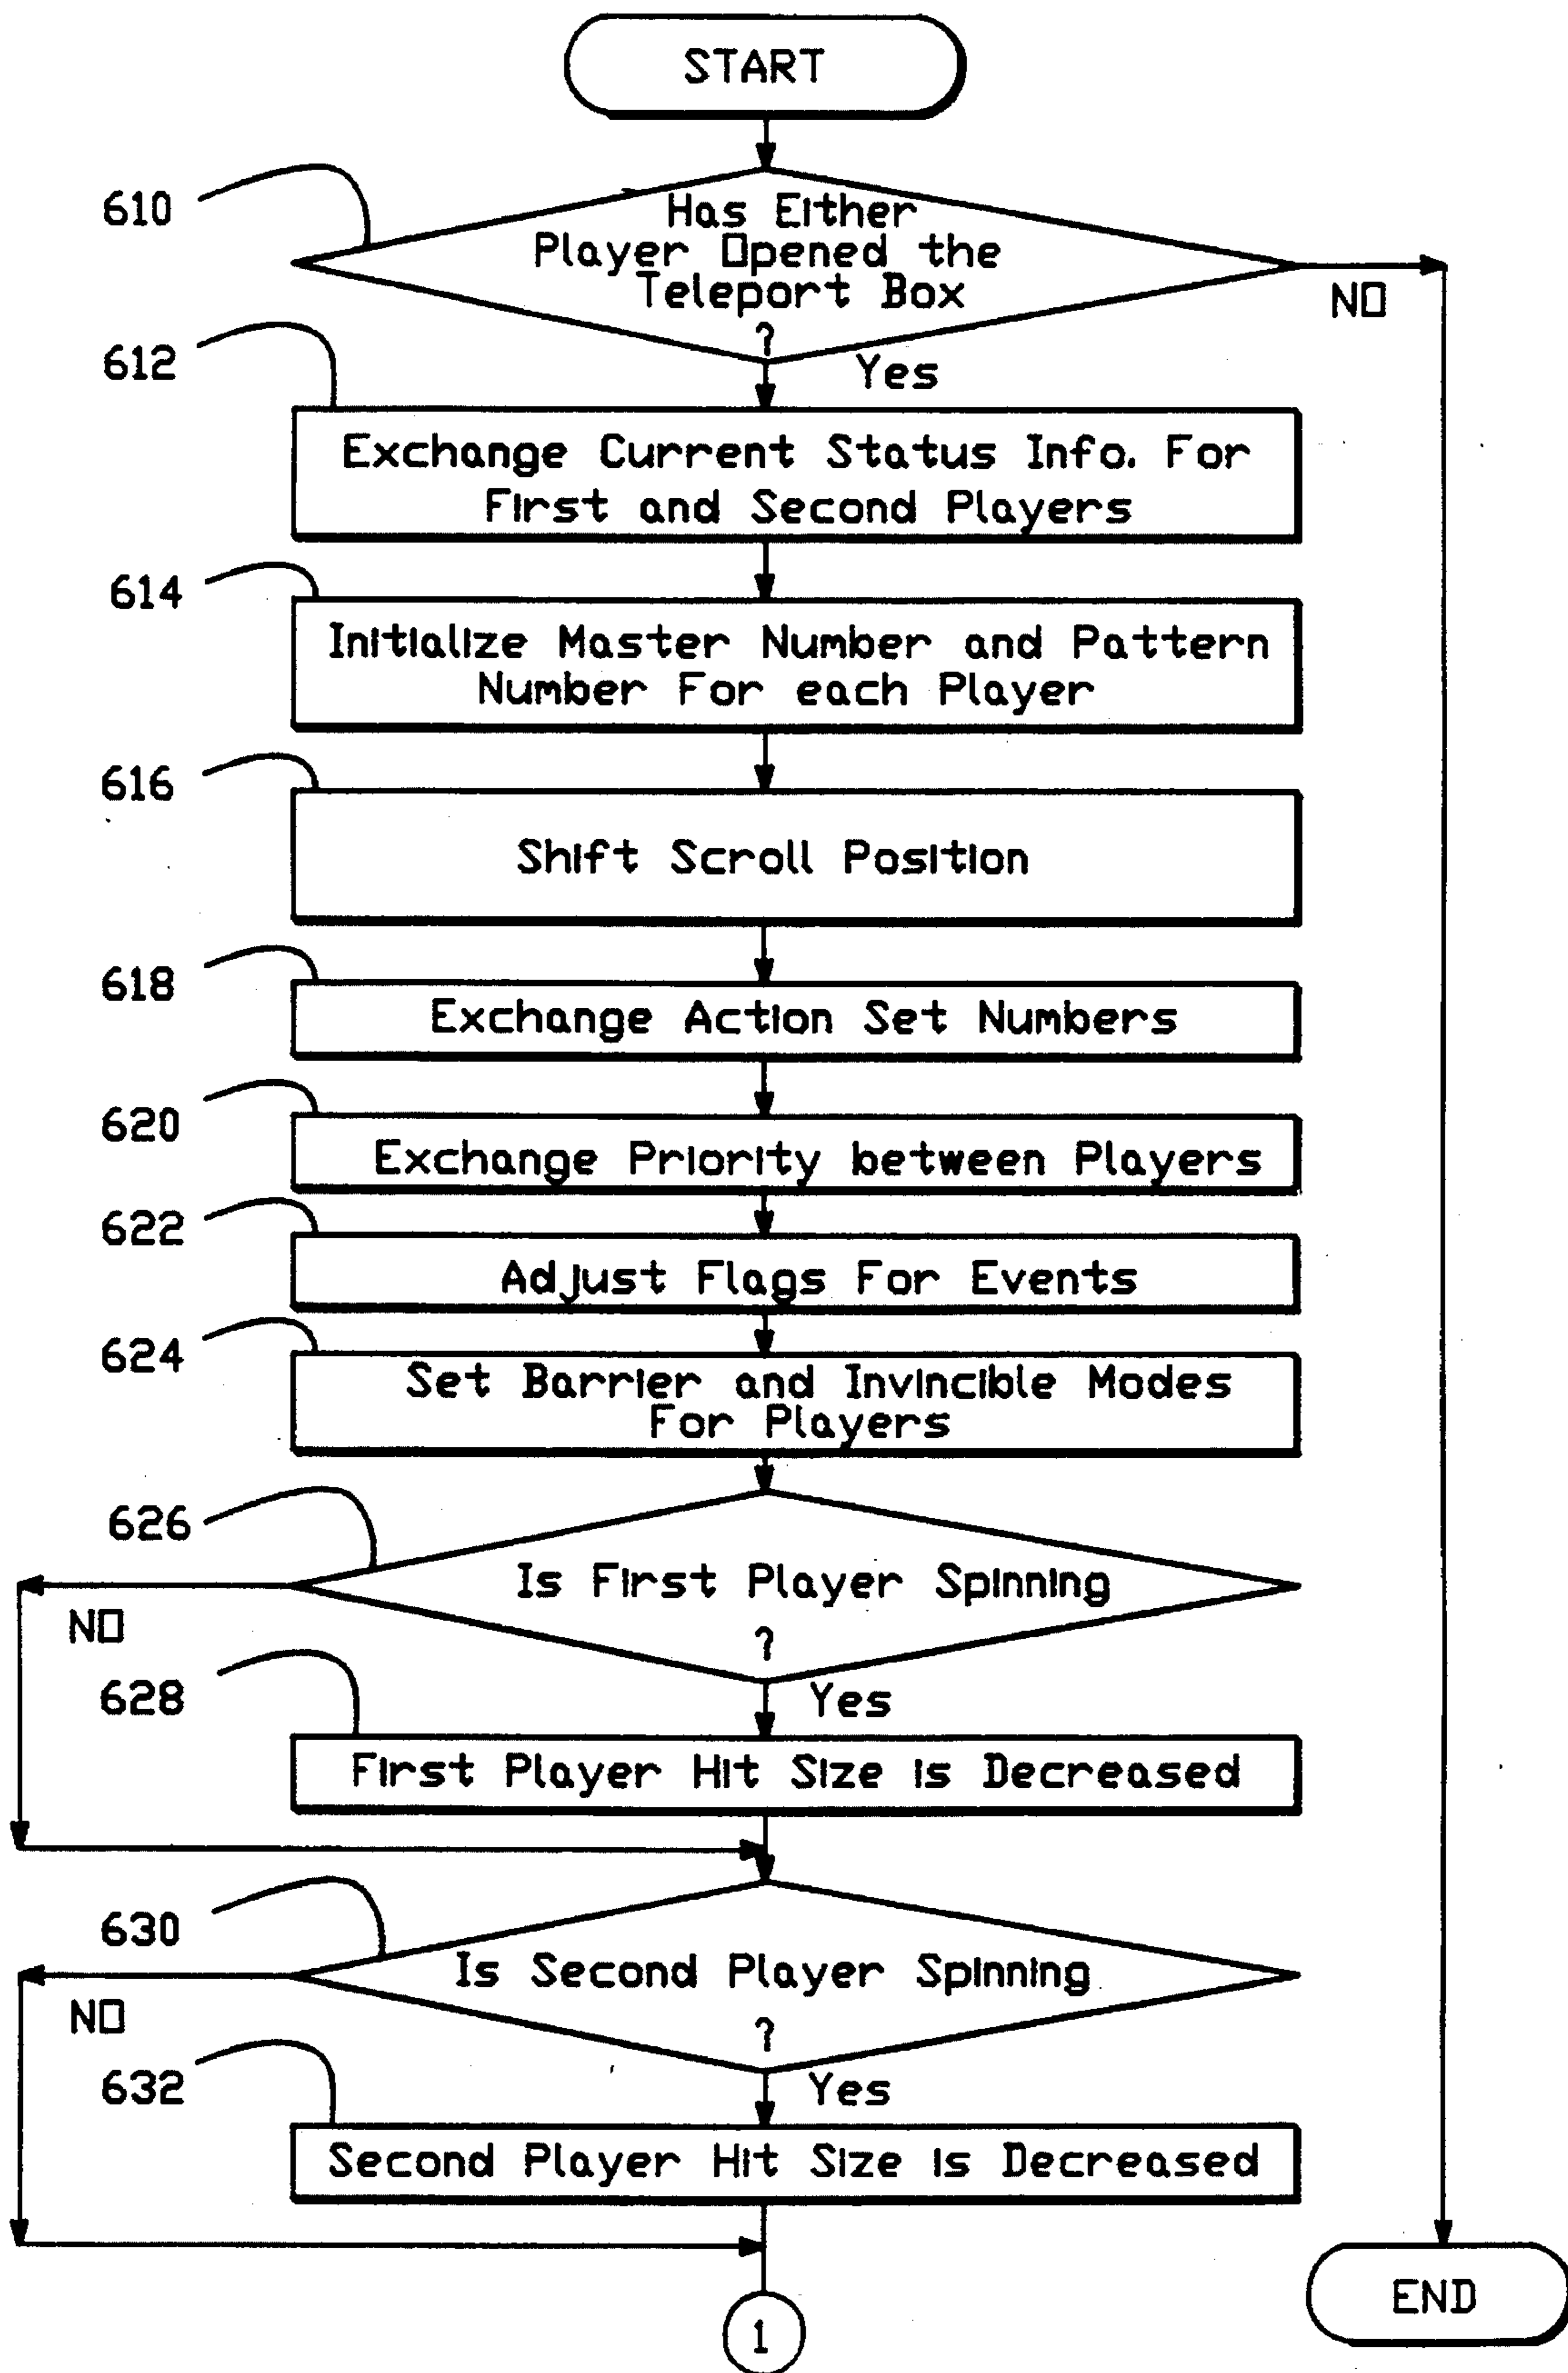 START
610
Has Either
Player Opened the
Teleport Box
?
NO
Yes
612
Exchange Current Status Info. For
First and Second Players
614
Initialize Master Number and Pattern
Number For each Player
616
Shift Scroll Position
618
Exchange Action Set Numbers
620
Exchange Priority between Players
622
Adjust Flags For Events
624
Set Barrier and Invincible Modes
For Players
626
Is First Player Spinning
?
NO
Yes
628
First Player Hit Size is Decreased
630
Is Second Player Spinning
?
NO
Yes
632
Second Player Hit Size is Decreased
1
END